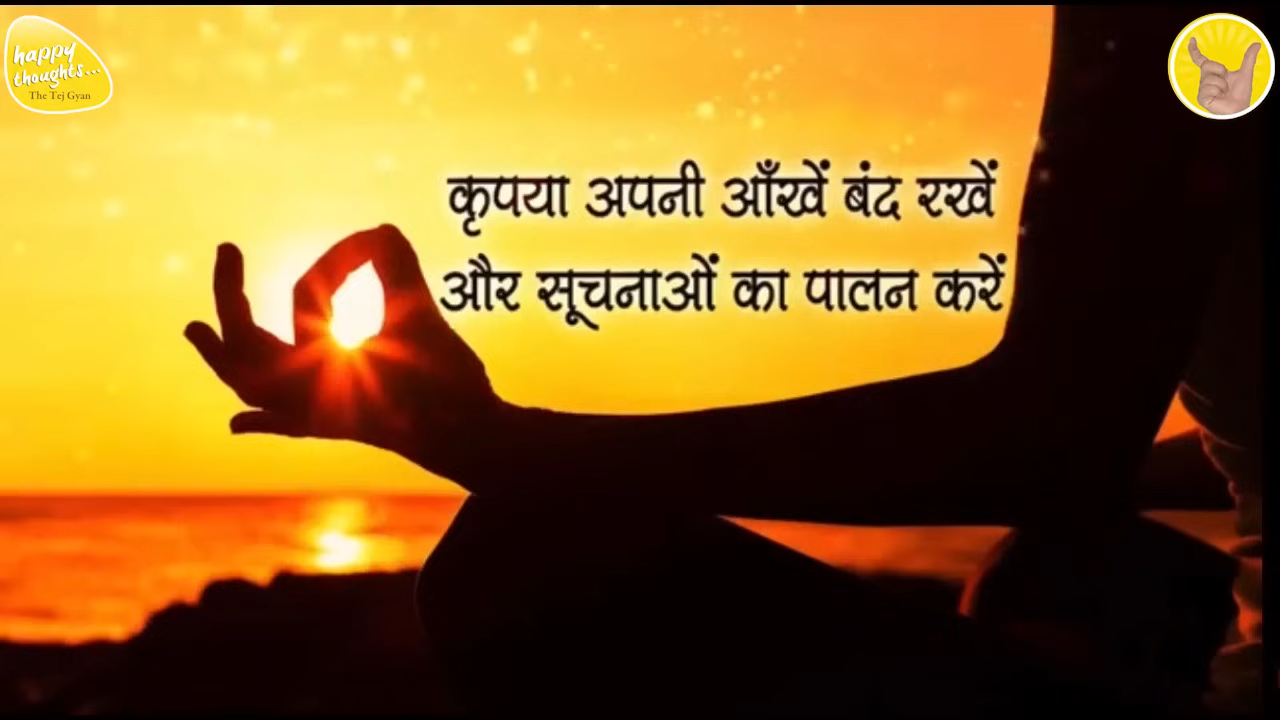 happy
thoughts...
The Tej Gyan
कृपया अपनी आँखें बंद रखें
और सूचनाओं का पालन करें